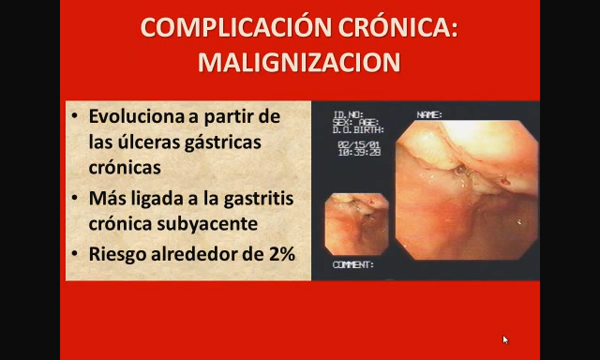 COMPLICACIÓN CRÓNICA:
MALIGNIZACION
• Evoluciona a partir de
las úlceras gástricas
crónicas
• Más ligada a la gastritis
crónica subyacente
• Riesgo alrededor de 2%
ID.NO:
NAME:
SEX: AGE:
D.O.BIRTH:
02/15/01
10:39:28
COMMENT: